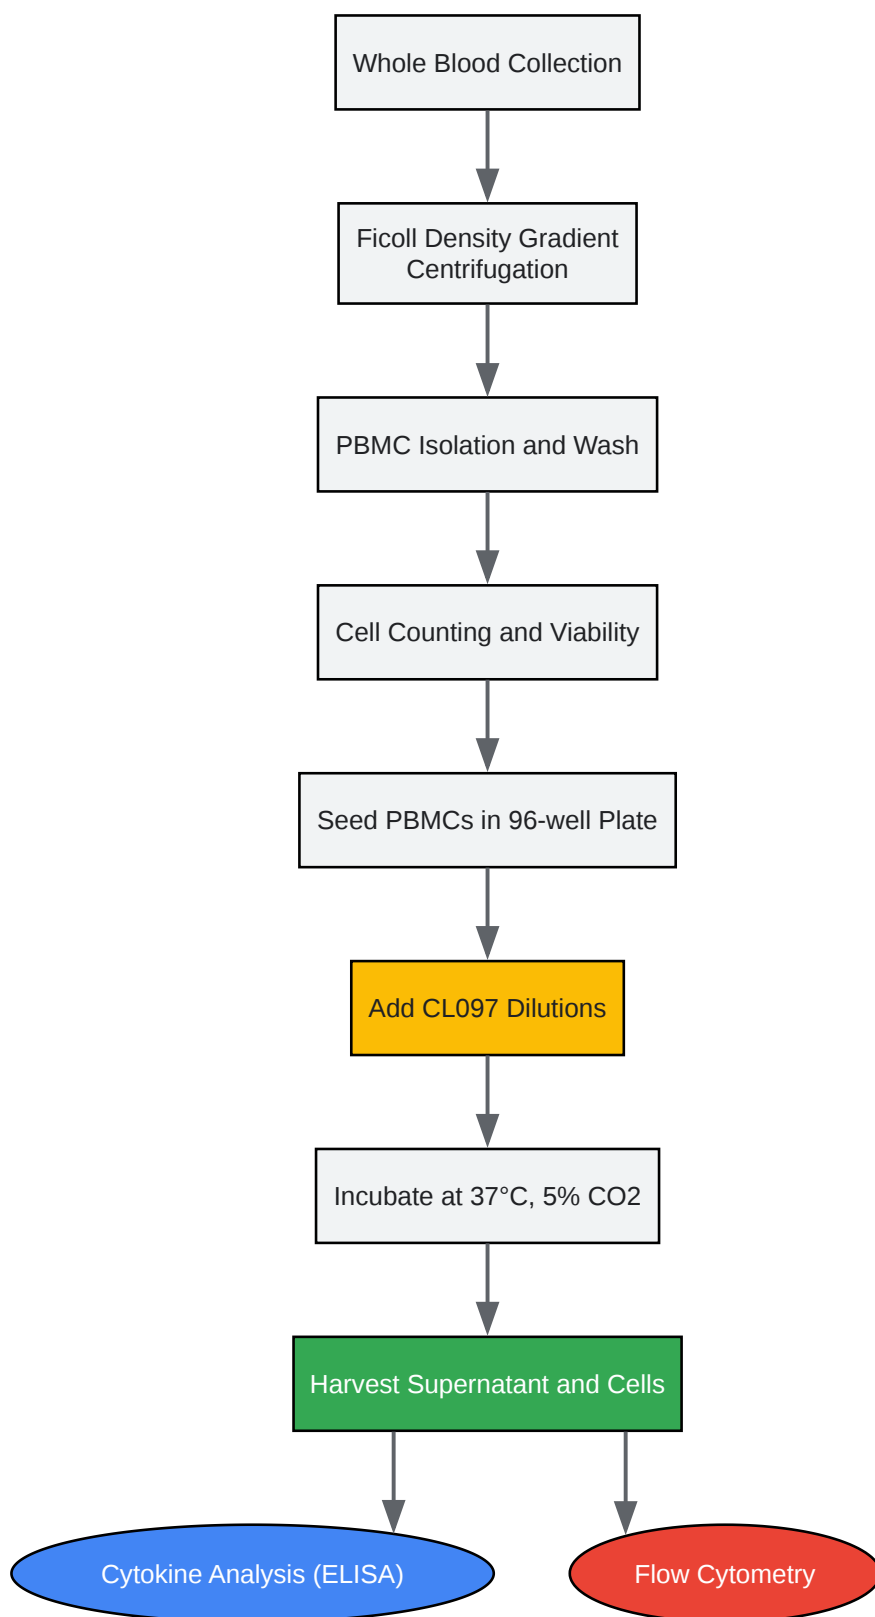 Whole Blood Collection
Ficoll Density Gradient
Centrifugation
PBMC Isolation and Wash
Cell Counting and Viability
Seed PBMCs in 96-well Plate
Add CL097 Dilutions
Incubate at 37°C, 5% CO2
Harvest Supernatant and Cells
Cytokine Analysis (ELISA)
Flow Cytometry